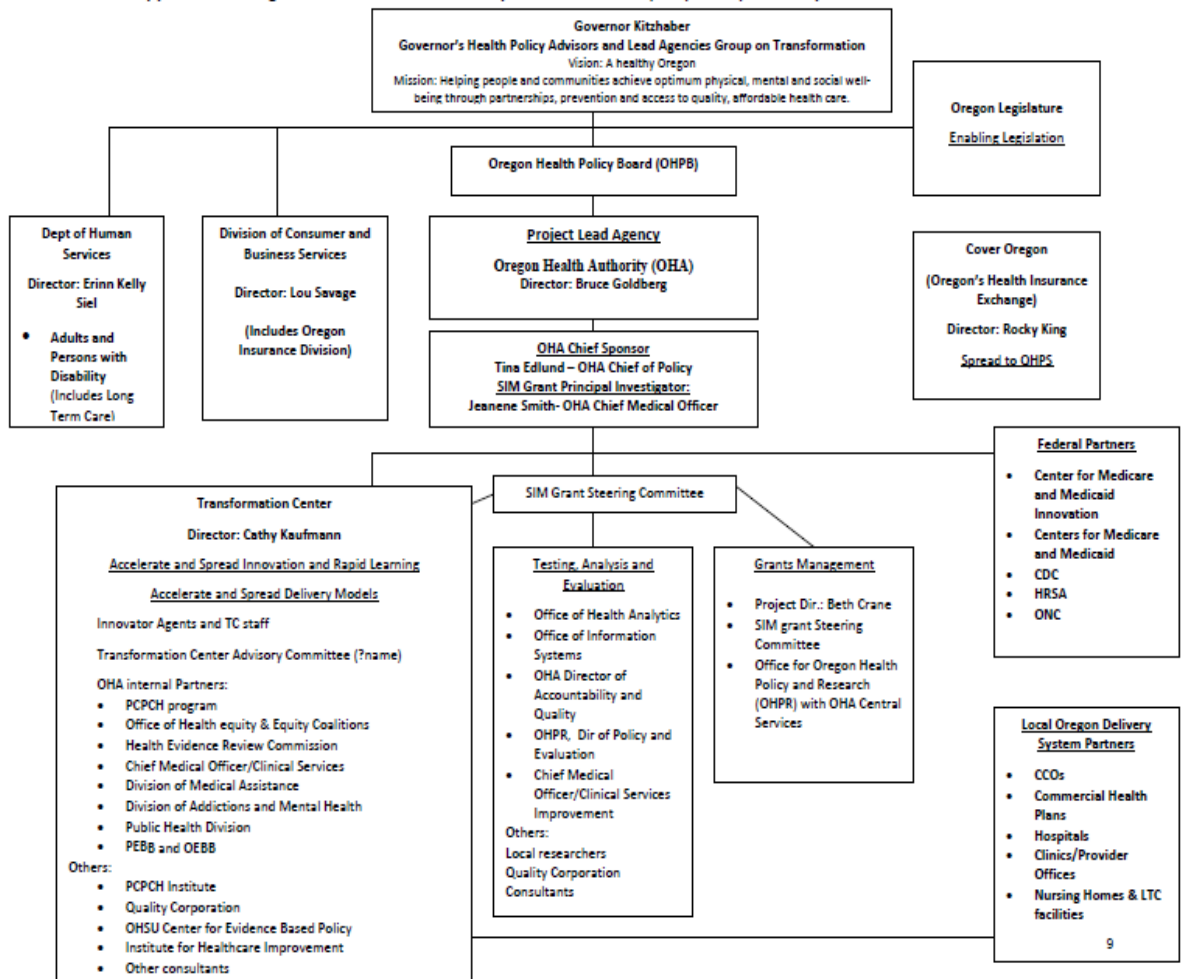 Governor Kitzhaber
Governor's Health Policy Advisors and Lead Agencies Group on Transformation
Vision: A healthy Oregon
Mission: Helping people and communities achieve optimum physical, mental and social well-
being through partnerships, prevention and access to quality, affordable health care.
Oregon Legislature
Enabling Legislation
Oregon Health Policy Board (OHPB)
Dept of Human
Services
Director: Erinn Kelly
Siel
• Adults and
Persons with
Disability
(Includes Long
Term Care)
Division of Consumer and
Business Services
Director: Lou Savage
(Includes Oregon
Insurance Division)
Project Lead Agency
Oregon Health Authority (OHA)
Director: Bruce Goldberg
Cover Oregon
(Oregon's Health Insurance
Exchange)
Director: Rocky King
Spread to QHPS
OHA Chief Sponsor
Tina Edlund – OHA Chief of Policy
SIM Grant Principal Investigator:
Jeanene Smith- OHA Chief Medical Officer
Federal Partners
• Center for Medicare
and Medicaid
Innovation
• Centers for Medicare
and Medicaid
• CDC
• HRSA
• ONC
SIM Grant Steering Committee
Transformation Center
Director: Cathy Kaufmann
Accelerate and Spread Innovation and Rapid Learning
Accelerate and Spread Delivery Models
Innovator Agents and TC staff
Transformation Center Advisory Committee (?name)
OHA internal Partners:
• PCPCH program
• Office of Health equity & Equity Coalitions
• Health Evidence Review Commission
• Chief Medical Officer/Clinical Services
• Division of Medical Assistance
• Division of Addictions and Mental Health
• Public Health Division
• PEBB and OEBB
Others:
• PCPCH Institute
• Quality Corporation
• OHSU Center for Evidence Based Policy
• Institute for Healthcare Improvement
• Other consultants
Testing, Analysis and
Evaluation
• Office of Health Analytics
• Office of Information
Systems
• OHA Director of
Accountability and
Quality
• OHPR, Dir of Policy and
Evaluation
• Chief Medical
Officer/Clinical Services
Improvement
Others:
Local researchers
Quality Corporation
Consultants
Grants Management
• Project Dir.: Beth Crane
• SIM grant Steering
Committee
• Office for Oregon Health
Policy and Research
(OHPR) with OHA Central
Services
Local Oregon Delivery
System Partners
• CCOs
• Commercial Health
Plans
• Hospitals
• Clinics/Provider
Offices
• Nursing Homes & LTC
facilities
9